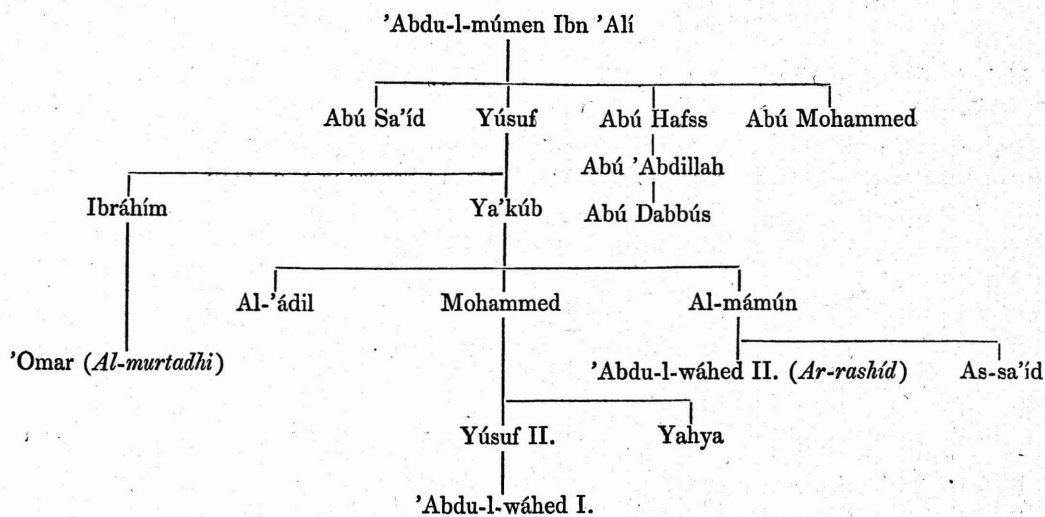 ’Abdu-l-múmen Ibn ’Alí
Abú Sa’íd Yúsuf Abú Hafss Abú Mohammed
Abú ’Abdillah
Ibráhím Ya’kúb Abú Dabbús
Al-’ádil Mohammed Al-mámún
’Omar (Al-murtadhi) ’Abdu-l-wáhed II. (Ar-rashíd) As-sa’íd
Yúsuf II. Yahya
’Abdu-l-wáhed I.